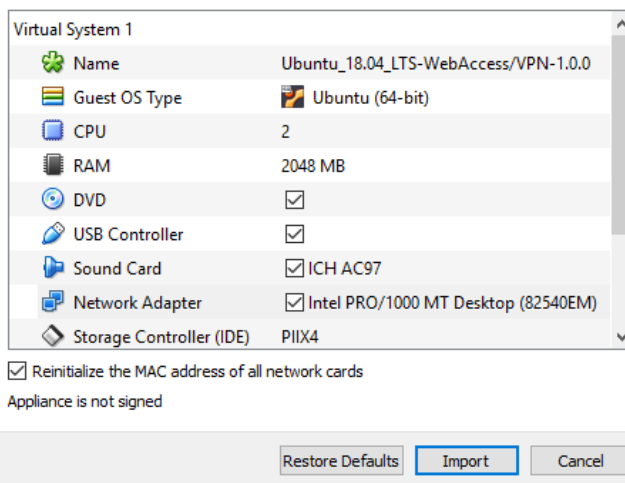 Virtual System 1
Name Ubuntu_18.04_LTS-WebAccess/VPN-1.0.0
Guest OS Type Ubuntu (64-bit)
CPU 2
RAM 2048 MB
DVD
USB Controller
Sound Card ICH AC97
Network Adapter Intel PRO/1000 MT Desktop (82540EM)
Storage Controller (IDE) PIIX4
Reinitialize the MAC address of all network cards
Appliance is not signed
Restore Defaults Import Cancel